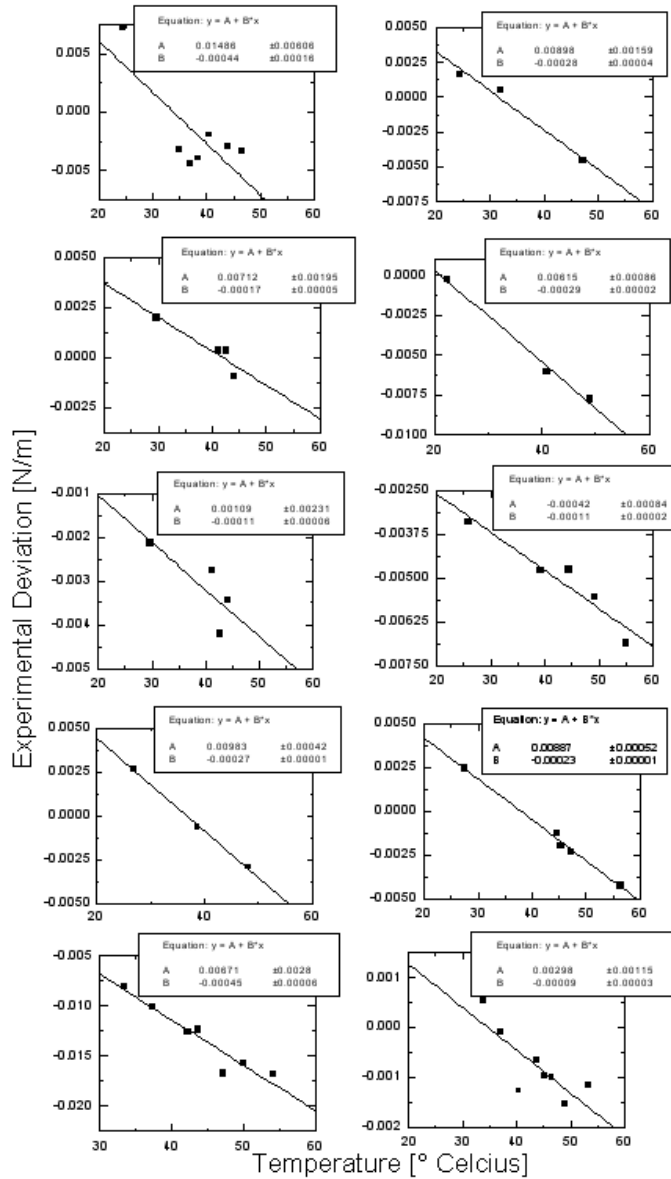 Equation: y = A + B*x
A 0.01486 ±0.00606
B -0.00044 ±0.00016
0.005
0.000
-0.005
20 30 40 50 60
Equation: y = A + B*x
A 0.00898 ±0.00159
B -0.00028 ±0.00004
0.0050
0.0025
0.0000
-0.0025
-0.0050
-0.0075
20 40 60
Equation: y = A + B*x
A 0.00712 ±0.00195
B -0.00017 ±0.00005
0.0050
0.0025
0.0000
-0.0025
20 30 40 50 60
Equation: y = A + B*x
A 0.00615 ±0.00086
B -0.00029 ±0.00002
0.0000
-0.0025
-0.0050
-0.0075
-0.0100
20 40 60
Experimental Deviation [N/m]
Equation: y = A + B*x
A 0.00109 ±0.00231
B -0.00011 ±0.00006
-0.001
-0.002
-0.003
-0.004
-0.005
20 30 40 50 60
Equation: y = A + B*x
A -0.00042 ±0.00084
B -0.00011 ±0.00002
-0.00250
-0.00375
-0.00500
-0.00625
-0.00750
20 30 40 50 60
Equation: y = A + B*x
A 0.00983 ±0.00042
B -0.00027 ±0.00001
0.0050
0.0025
0.0000
-0.0025
-0.0050
20 40 60
Equation: y = A + B*x
A 0.00887 ±0.00052
B -0.00023 ±0.00001
0.0050
0.0025
0.0000
-0.0025
-0.0050
20 30 40 50 60
Equation: y = A + B*x
A 0.00671 ±0.0028
B -0.00045 ±0.00006
-0.005
-0.010
-0.015
-0.020
30 40 50 60
Equation: y = A + B*x
A 0.00298 ±0.00115
B -0.00009 ±0.00003
0.001
0.000
-0.001
-0.002
20 30 40 50 60
Temperature [° Celcius]